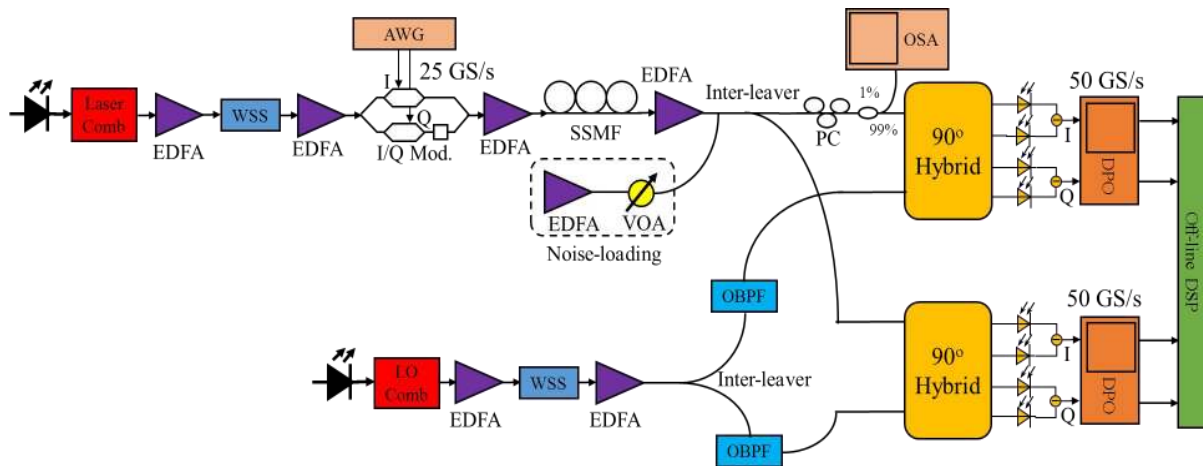 AWG
25 GS/s
I
Q
I/Q Mod.
Laser
Comb
EDFA
WSS
EDFA
EDFA
SSMF
EDFA
Inter-leaver
PC
1%
99%
OSA
EDFA
VOA
Noise-loading
90°
Hybrid
I
Q
50 GS/s
DPO
Off-line DSP
OBPF
LO
Comb
EDFA
WSS
EDFA
Inter-leaver
OBPF
90°
Hybrid
I
Q
50 GS/s
DPO